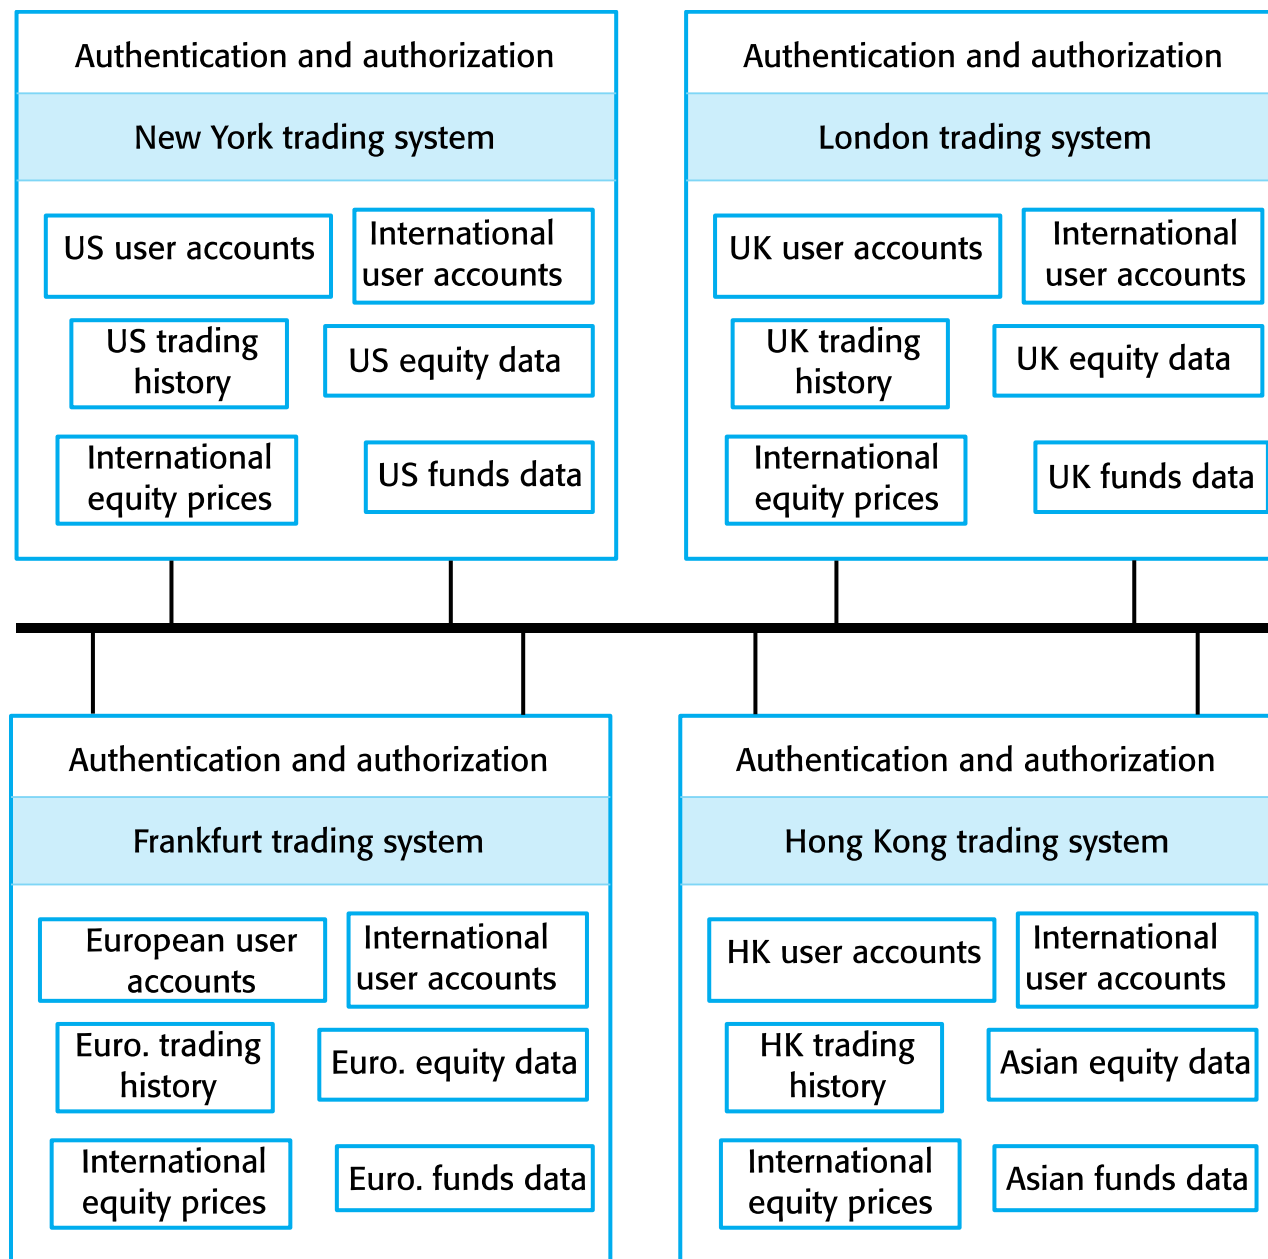 Authentication and authorization
New York trading system
US user accounts
International
user accounts
US trading
history
US equity data
International
equity prices
US funds data
Authentication and authorization
London trading system
UK user accounts
International
user accounts
UK trading
history
UK equity data
International
equity prices
UK funds data
Authentication and authorization
Frankfurt trading system
European user
accounts
International
user accounts
Euro. trading
history
Euro. equity data
International
equity prices
Euro. funds data
Authentication and authorization
Hong Kong trading system
HK user accounts
International
user accounts
HK trading
history
Asian equity data
International
equity prices
Asian funds data